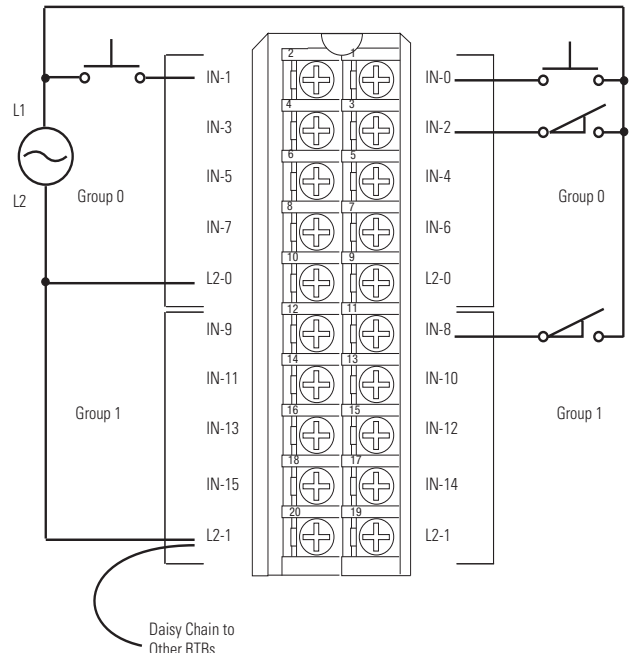 2 1
IN-1 IN-0
4 3
L1
IN-3 IN-2
6 5
IN-5 IN-4
L2
Group 0 Group 0
8 7
IN-7 IN-6
10 9
L2-0 L2-0
12 11
IN-9 IN-8
14 13
IN-11 IN-10
Group 1 Group 1
16 15
IN-13 IN-12
18 17
IN-15 IN-14
20 19
L2-1 L2-1
Daisy Chain to
Other RTBs